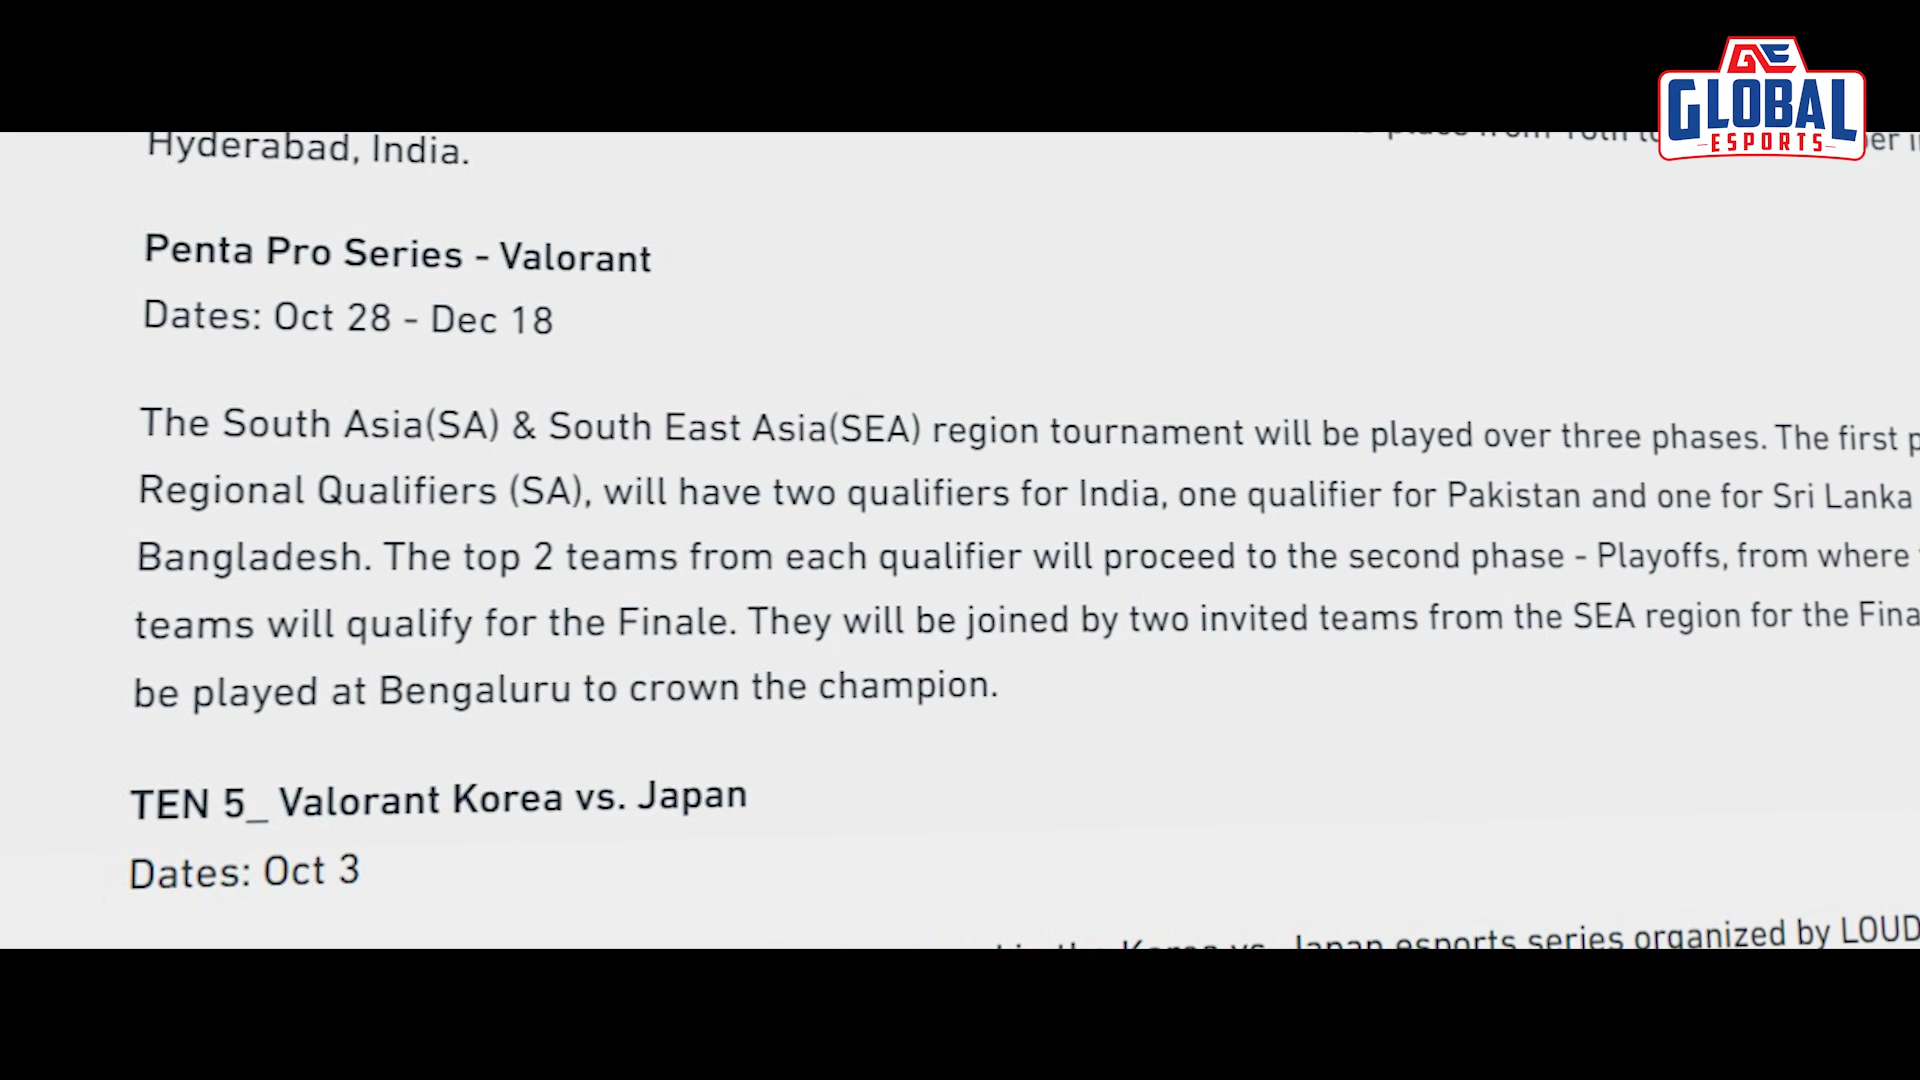 GE
GLOBAL
ESPORTS
Hyderabad, India.
Penta Pro Series - Valorant
Dates: Oct 28 - Dec 18
The South Asia(SA) & South East Asia(SEA) region tournament will be played over three phases. The first
Regional Qualifiers (SA), will have two qualifiers for India, one qualifier for Pakistan and one for Sri Lanka
Bangladesh. The top 2 teams from each qualifier will proceed to the second phase - Playoffs, from where
teams will qualify for the Finale. They will be joined by two invited teams from the SEA region for the
be played at Bengaluru to crown the champion.
TEN 5_ Valorant Korea vs. Japan
Dates: Oct 3
Korea vs. Japan esports series organized by LOUD